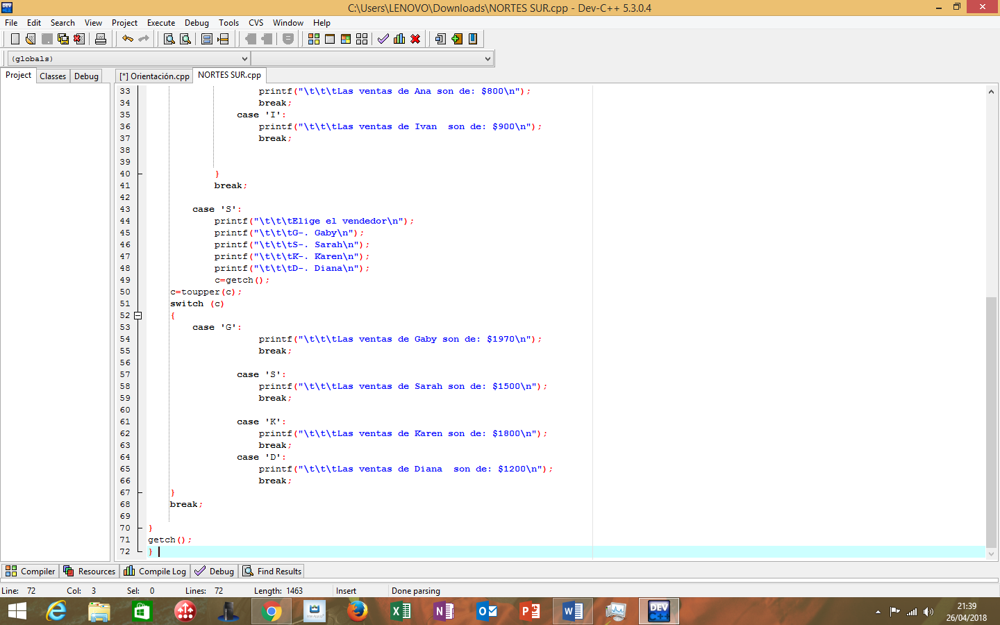 C:\Users\LENOVO\Downloads\NORTES SUR.cpp - Dev-C++ 5.3.0.4
File Edit Search View Project Execute Debug Tools CVS Window Help
(globals)
Project Classes Debug [*] Orientación.cpp NORTES SUR.cpp
33 printf("\t\t\tLas ventas de Ana son de: $800\n");
34 break;
35 case 'I':
36 printf("\t\t\tLas ventas de Ivan  son de: $900\n");
37 break;
38
39
40 }
41 break;
42
43 case 'S':
44 printf("\t\t\tElige el vendedor\n");
45 printf("\t\t\tG-. Gaby\n");
46 printf("\t\t\tS-. Sarah\n");
47 printf("\t\t\tK-. Karen\n");
48 printf("\t\t\tD-. Diana\n");
49 c=getch();
50 c=toupper(c);
51 switch (c)
52 {
53 case 'G':
54 printf("\t\t\tLas ventas de Gaby son de: $1970\n");
55 break;
56
57 case 'S':
58 printf("\t\t\tLas ventas de Sarah son de: $1500\n");
59 break;
60
61 case 'K':
62 printf("\t\t\tLas ventas de Karen son de: $1800\n");
63 break;
64 case 'D':
65 printf("\t\t\tLas ventas de Diana  son de: $1200\n");
66 break;
67 }
68 break;
69
70 }
71 getch();
72 }
Compiler Resources Compile Log Debug Find Results
Line: 72 Col: 3 Sel: 0 Lines: 72 Length: 1463 Insert Done parsing
21:39
26/04/2018